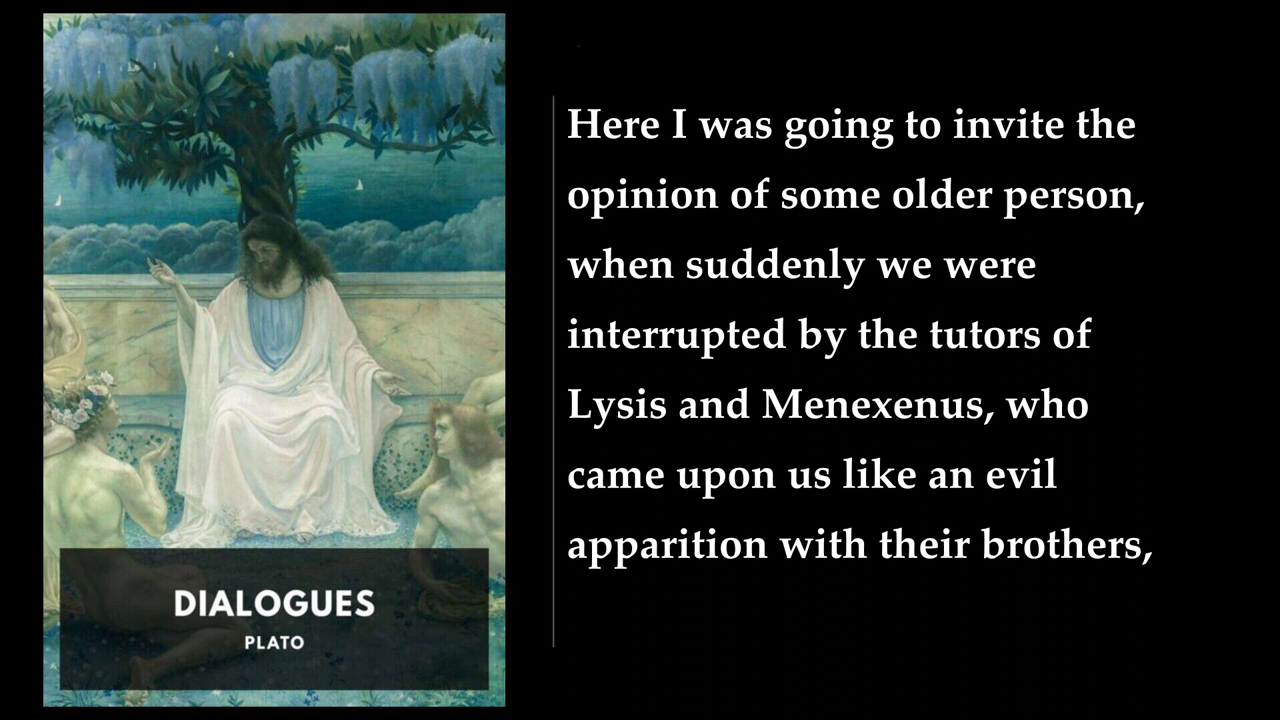 Here I was going to invite the
opinion of some older person,
when suddenly we were
interrupted by the tutors of
Lysis and Menexenus, who
came upon us like an evil
apparition with their brothers,
DIALOGUES
PLATO